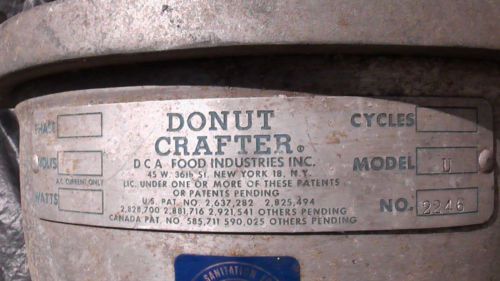 DONUT
CRAFTER®
D C A FOOD INDUSTRIES INC.
45 W. 36th St. NEW YORK 18, N.Y.
LIC. UNDER ONE OR MORE OF THESE PATENTS
OR PATENTS PENDING
U.S. PAT. NO. 2,637,282 2,825,494
2,828,700 2,881,716 2,921,541 OTHERS PENDING
CANADA PAT. NO. 585,711 590,025 OTHERS PENDING
PHASE
VOLTS
A.C. CURRENT ONLY
WATTS
CYCLES
MODEL U
NO. 2246
SANITATION